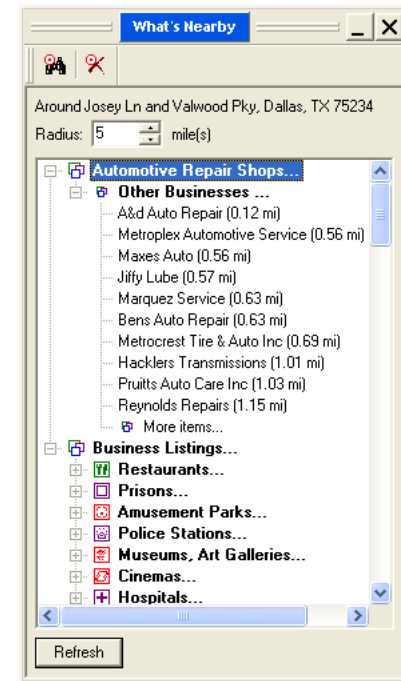 What's Nearby
Around Josey Ln and Valwood Pky, Dallas, TX 75234
Radius: 5 mile(s)
Automotive Repair Shops...
Other Businesses ...
A&d Auto Repair (0.12 mi)
Metroplex Automotive Service (0.56 mi)
Maxes Auto (0.56 mi)
Jiffy Lube (0.57 mi)
Marquez Service (0.63 mi)
Bens Auto Repair (0.63 mi)
Metrocrest Tire & Auto Inc (0.69 mi)
Hacklers Transmissions (1.01 mi)
Pruitts Auto Care Inc (1.03 mi)
Reynolds Repairs (1.15 mi)
More items...
Business Listings...
Restaurants...
Prisons...
Amusement Parks...
Police Stations...
Museums, Art Galleries...
Cinemas...
Hospitals...
Refresh